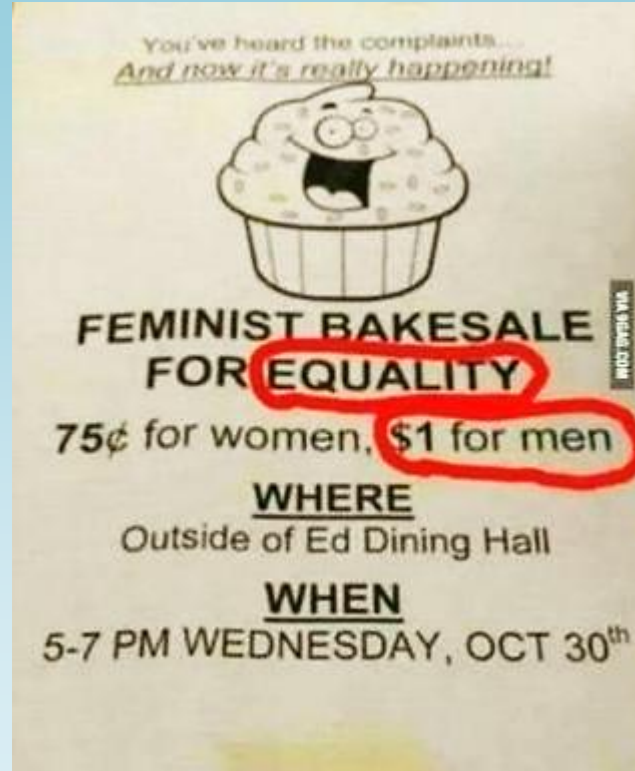 You've heard the complaints....
And now it's really happening!
FEMINIST BAKESALE
FOR EQUALITY
75¢ for women, $1 for men
WHERE
Outside of Ed Dining Hall
WHEN
5-7 PM WEDNESDAY, OCT 30th
VIA 9GAG.COM